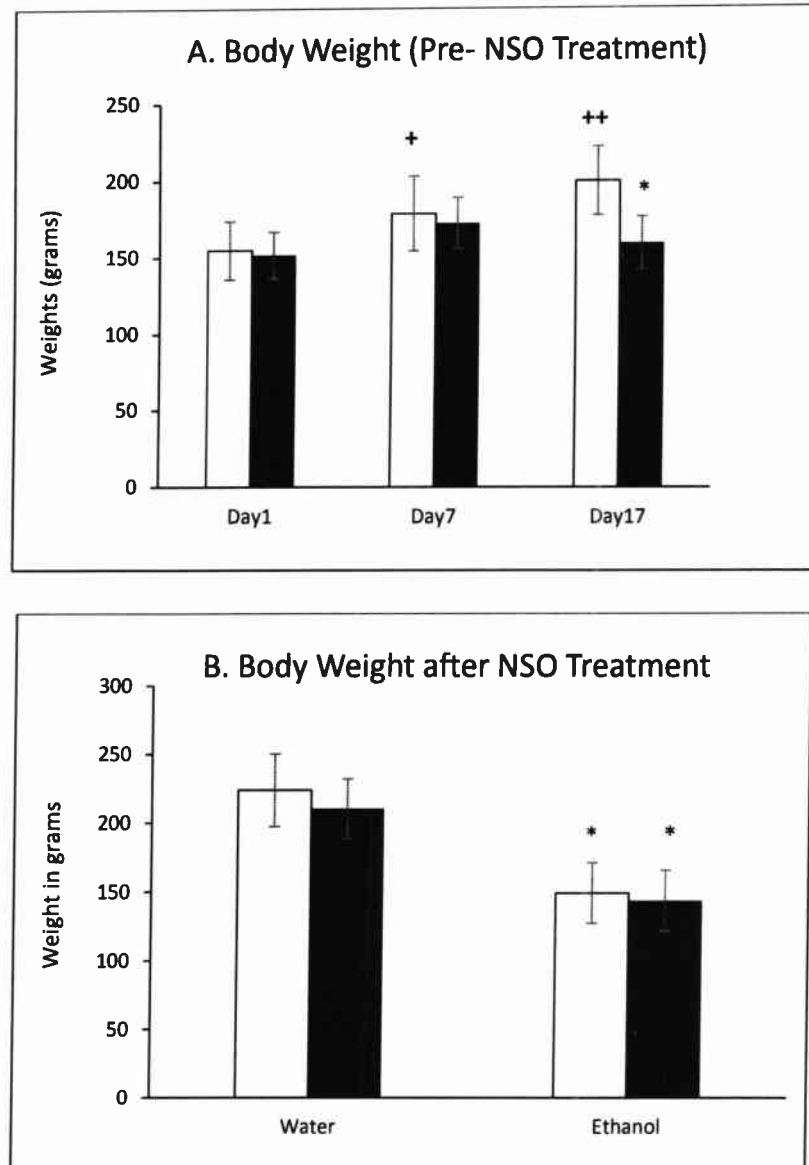 A. Body Weight (Pre- NSO Treatment)
Weights (grams)
250
200
150
100
50
0
+
++
*
Day1
Day7
Day17
B. Body Weight after NSO Treatment
Weight in grams
300
250
200
150
100
50
0
*
*
Water
Ethanol